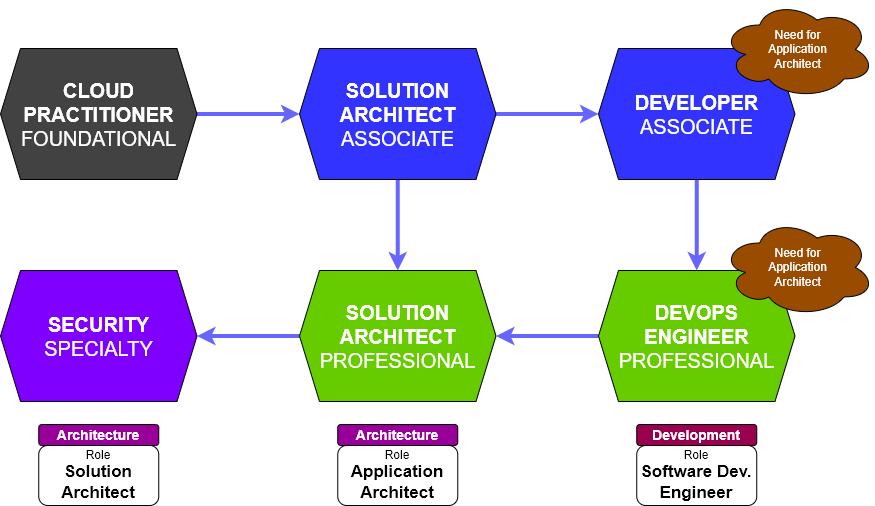 CLOUD
PRACTITIONER
FOUNDATIONAL
SOLUTION
ARCHITECT
ASSOCIATE
DEVELOPER
ASSOCIATE
Need for
Application
Architect
SECURITY
SPECIALTY
SOLUTION
ARCHITECT
PROFESSIONAL
DEVOPS
ENGINEER
PROFESSIONAL
Need for
Application
Architect
Architecture
Role
Solution
Architect
Architecture
Role
Application
Architect
Development
Role
Software Dev.
Engineer